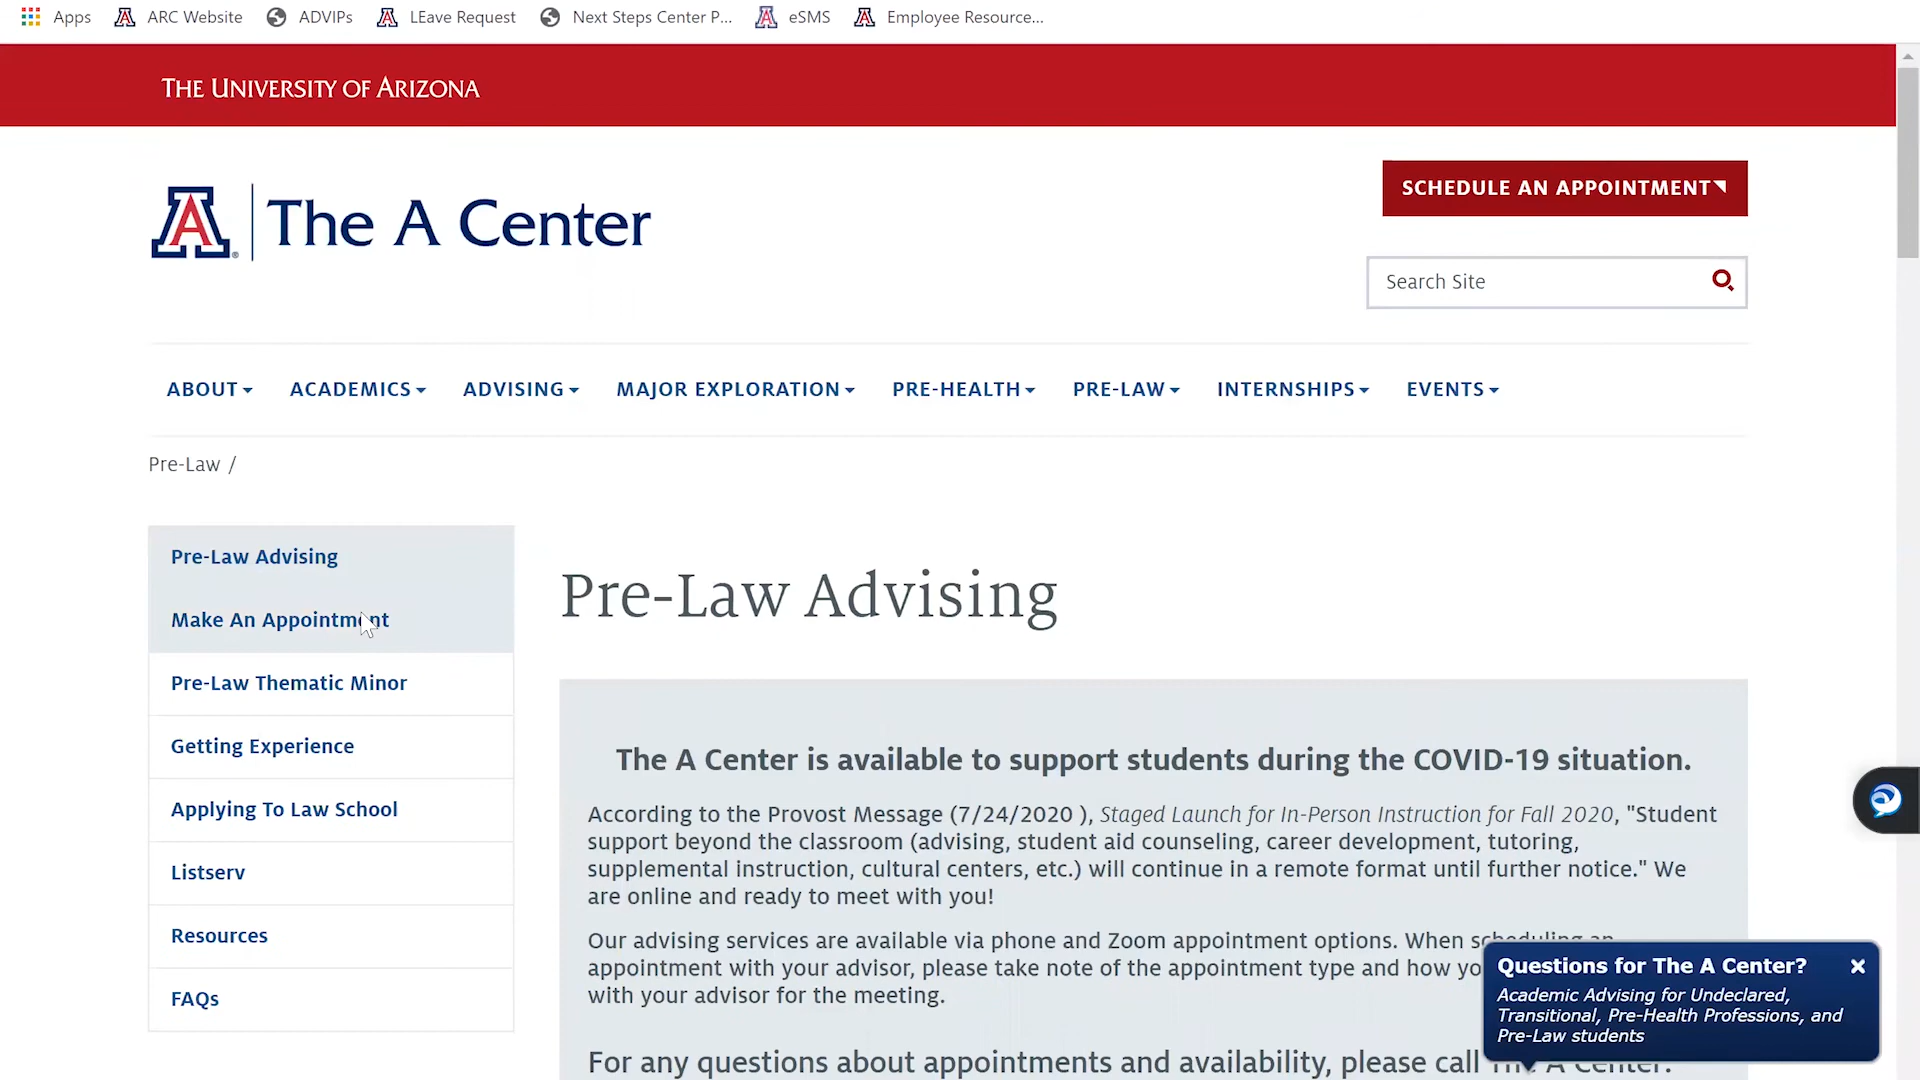 Apps ARC Website ADVIPs LEave Request Next Steps Center P... eSMS Employee Resource...
THE UNIVERSITY OF ARIZONA
A The A Center
SCHEDULE AN APPOINTMENT
Search Site
ABOUT ACADEMICS ADVISING MAJOR EXPLORATION PRE-HEALTH PRE-LAW INTERNSHIPS EVENTS
Pre-Law /
Pre-Law Advising
Make An Appointment
Pre-Law Thematic Minor
Getting Experience
Applying To Law School
Listserv
Resources
FAQs
Pre-Law Advising
The A Center is available to support students during the COVID-19 situation.
According to the Provost Message (7/24/2020 ), Staged Launch for In-Person Instruction for Fall 2020, "Student
support beyond the classroom (advising, student aid counseling, career development, tutoring,
supplemental instruction, cultural centers, etc.) will continue in a remote format until further notice." We
are online and ready to meet with you!
Our advising services are available via phone and Zoom appointment options. When scheduling an
appointment with your advisor, please take note of the appointment type and how
with your advisor for the meeting.
For any questions about appointments and availability, please call The A Center.
Questions for The A Center?
Academic Advising for Undeclared,
Transitional, Pre-Health Professions, and
Pre-Law students